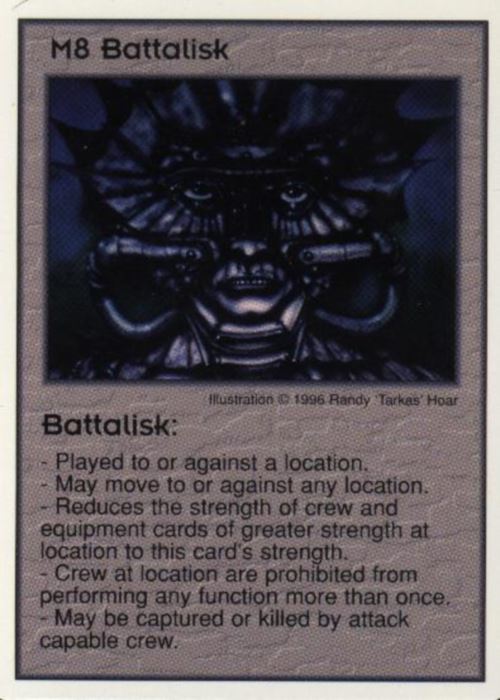 M8 Battalisk
Illustration © 1996 Randy 'Tarkas' Hoar
Battalisk:
- Played to or against a location.
- May move to or against any location.
- Reduces the strength of crew and
equipment cards of greater strength at
location to this card's strength.
- Crew at location are prohibited from
performing any function more than once.
- May be captured or killed by attack
capable crew.